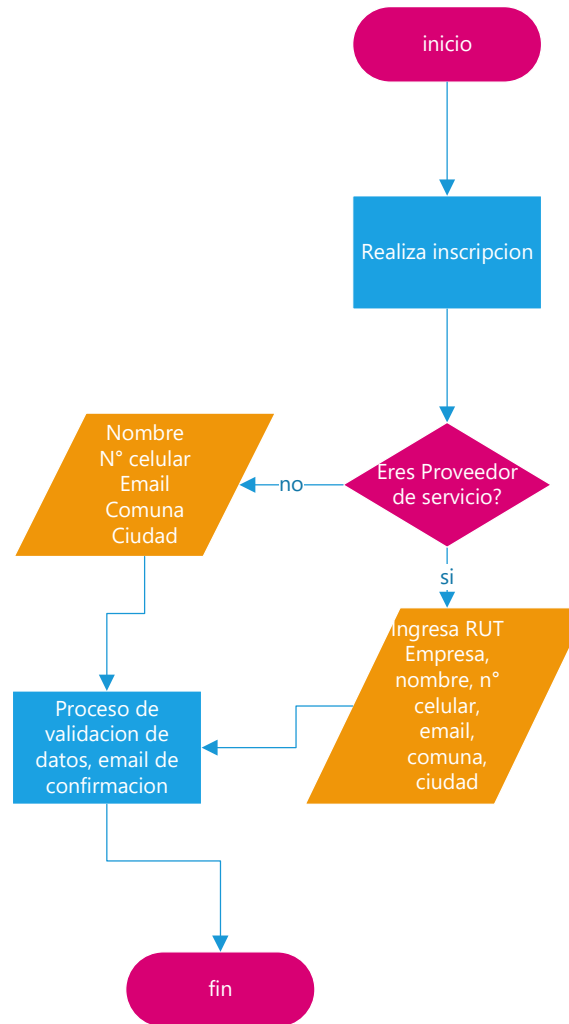 inicio
Realiza inscripcion
Eres Proveedor
de servicio?
no
si
Nombre
N° celular
Email
Comuna
Ciudad
Ingresa RUT
Empresa,
nombre, n°
celular,
email,
comuna,
ciudad
Proceso de
validacion de
datos, email de
confirmacion
fin